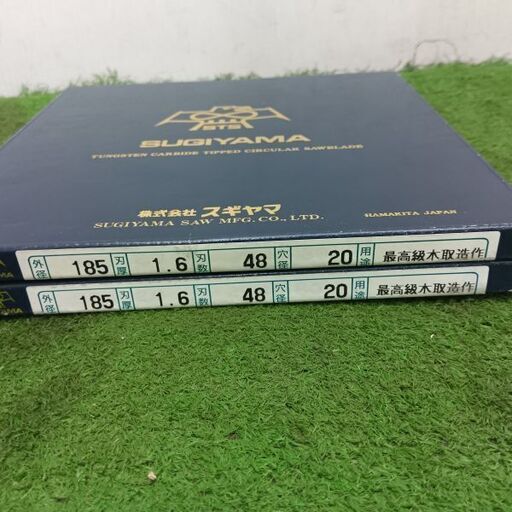 STS
SUGIYAMA
TUNGSTEN CARBIDE TIPPED CIRCULAR SAWBLADE
株式会社 スギヤマ
SUGIYAMA SAW MFG. CO., LTD.
HAMAKITA JAPAN
外径 185 刃厚 1.6 刃数 48 穴径 20 用途 最高級木取造作
外径 185 刃厚 1.6 刃数 48 穴径 20 用途 最高級木取造作